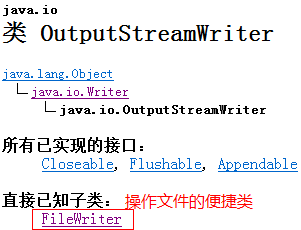 java.io
类 OutputStreamWriter
java.lang.Object
java.io.Writer
java.io.OutputStreamWriter
所有已实现的接口：
Closeable, Flushable, Appendable
直接已知子类： 操作文件的便捷类
FileWriter